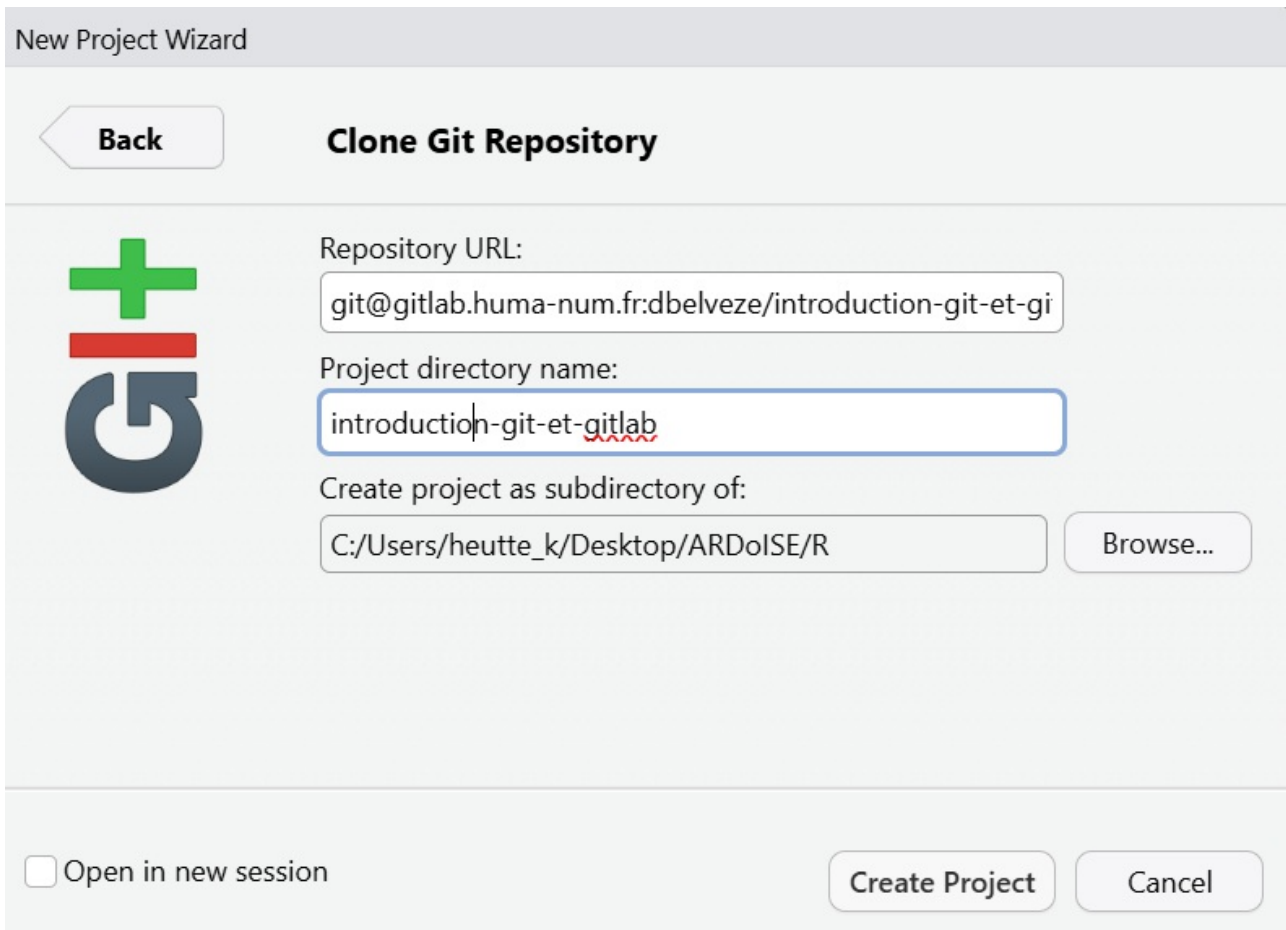 New Project Wizard
Back
Clone Git Repository
GIT
Repository URL:
git@gitlab.huma-num.fr:dbelveze/introduction-git-et-gi
Project directory name:
introduction-git-et-gitlab
Create project as subdirectory of:
C:/Users/heutte_k/Desktop/ARDoISE/R
Browse...
Open in new session
Create Project
Cancel